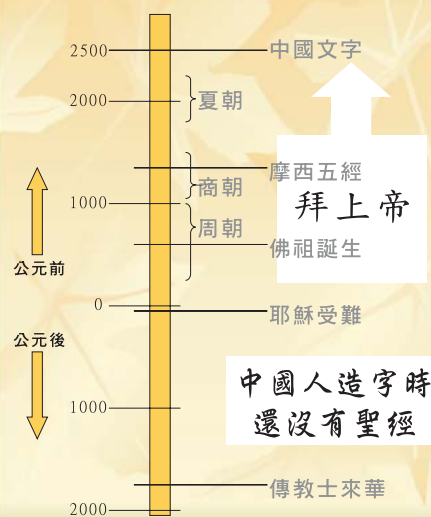 2500
中國文字
2000
夏朝
摩西五經
商朝
1000
拜上帝
周朝
佛祖誕生
公元前
0
耶穌受難
公元後
中國人造字時
還沒有聖經
1000
傳教士來華
2000